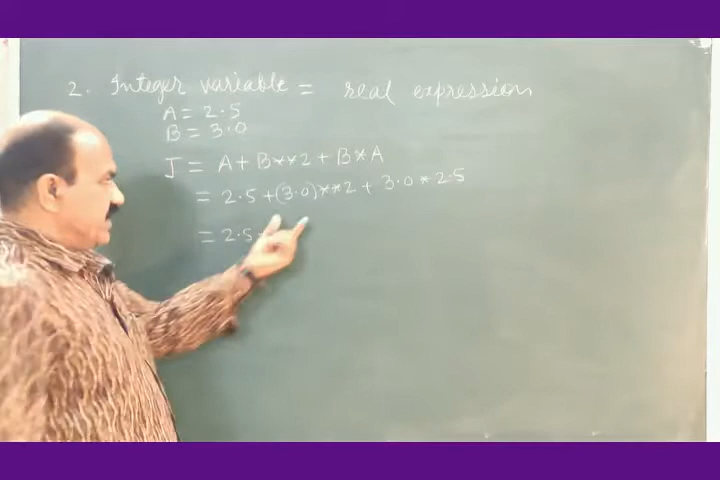 2. Integer variable = real expression
A = 2.5
B = 3.0
J = A + B**2 + B*A
= 2.5 + (3.0)**2 + 3.0 * 2.5
= 2.5 +